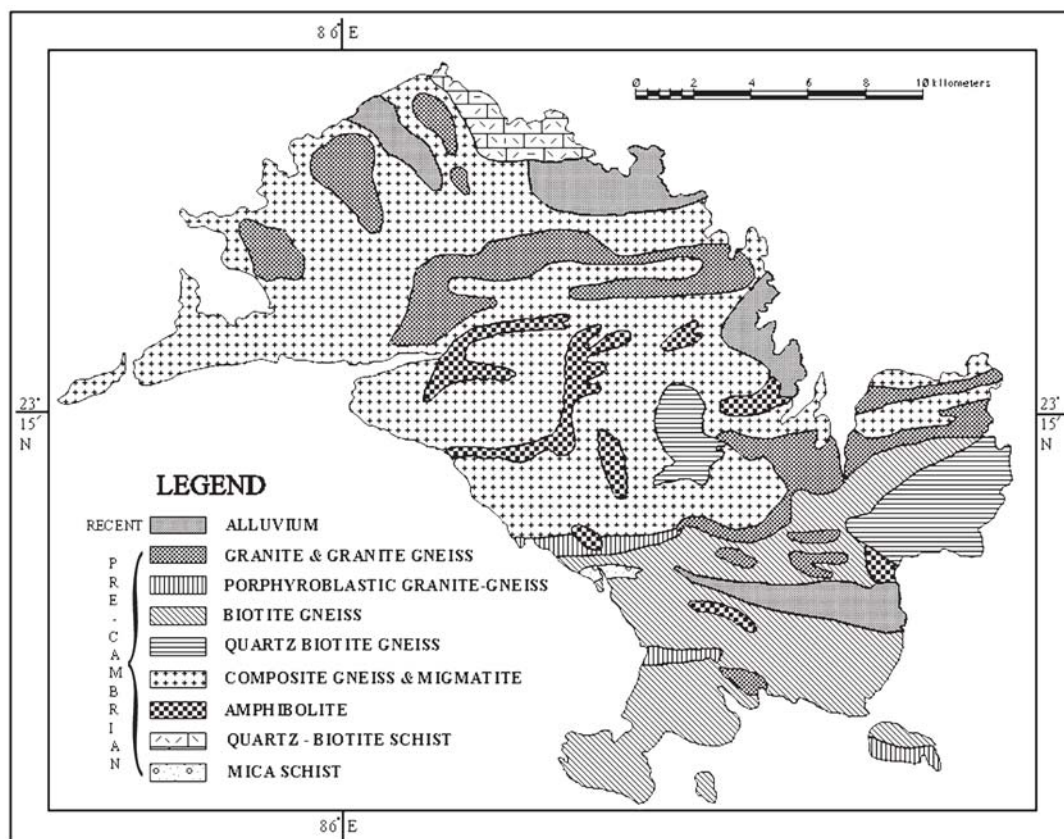 86° E
0 2 4 6 8 10 kilometers
23°
15´
N
23°
15´
N
LEGEND
RECENT ALLUVIUM
PRE-CAMBRIAN
GRANITE & GRANITE GNEISS
PORPHYROBLASTIC GRANITE-GNEISS
BIOTITE GNEISS
QUARTZ BIOTITE GNEISS
COMPOSITE GNEISS & MIGMATITE
AMPHIBOLITE
QUARTZ - BIOTITE SCHIST
MICA SCHIST
86° E